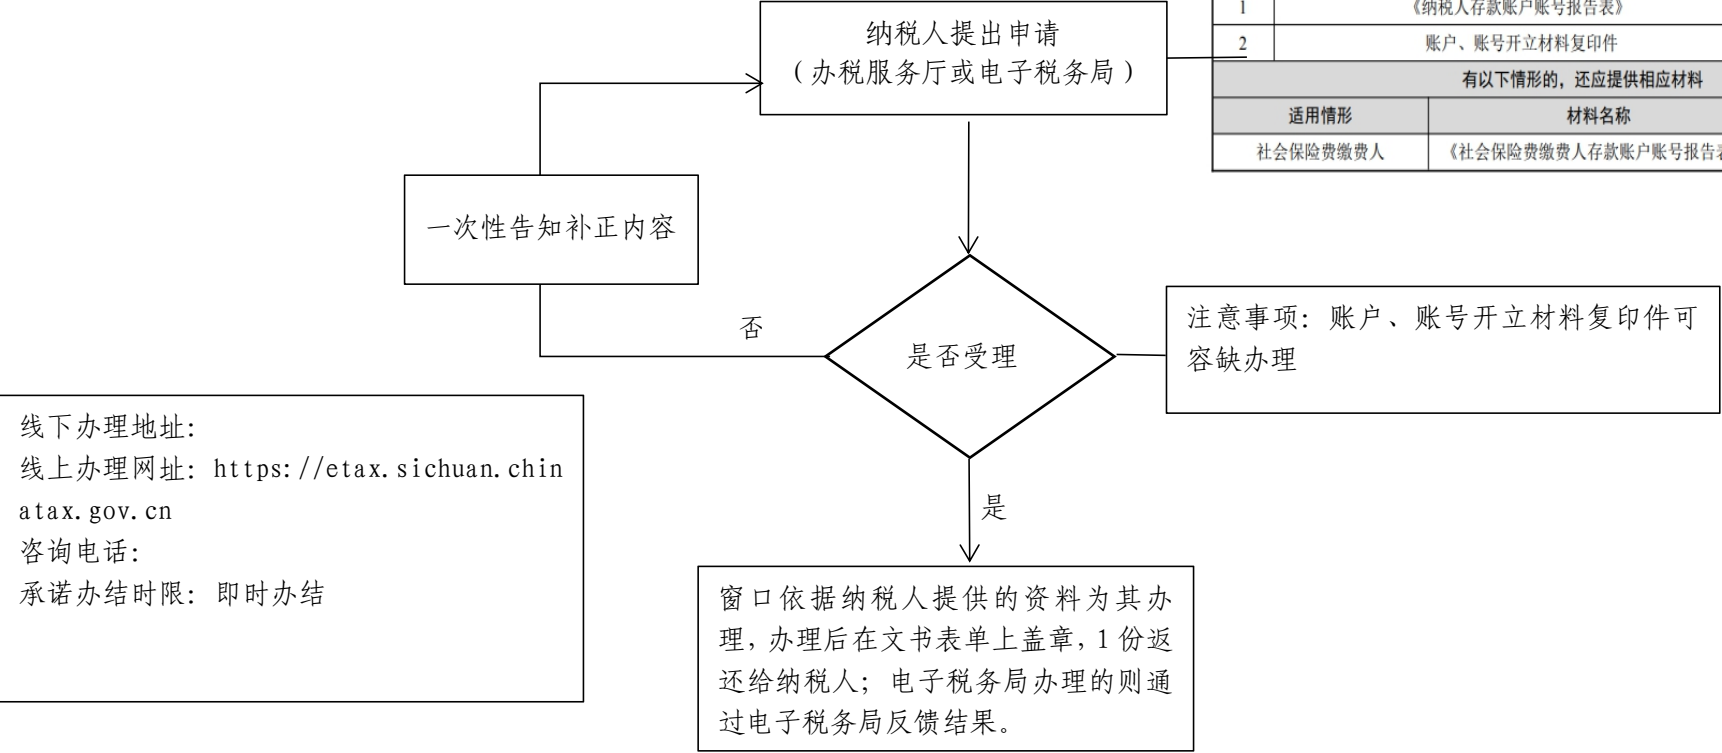 纳税人提出申请
（办税服务厅或电子税务局）
1 《纳税人存款账户账号报告表》
2 账户、账号开立材料复印件
有以下情形的，还应提供相应材料
适用情形 材料名称
社会保险费缴费人 《社会保险费缴费人存款账户账号报告
一次性告知补正内容
否
是否受理
注意事项：账户、账号开立材料复印件可
容缺办理
线下办理地址：
线上办理网址：https://etax.sichuan.chin
atax.gov.cn
咨询电话：
承诺办结时限：即时办结
是
窗口依据纳税人提供的资料为其办
理，办理后在文书表单上盖章，1份返
还给纳税人；电子税务局办理的则通
过电子税务局反馈结果。